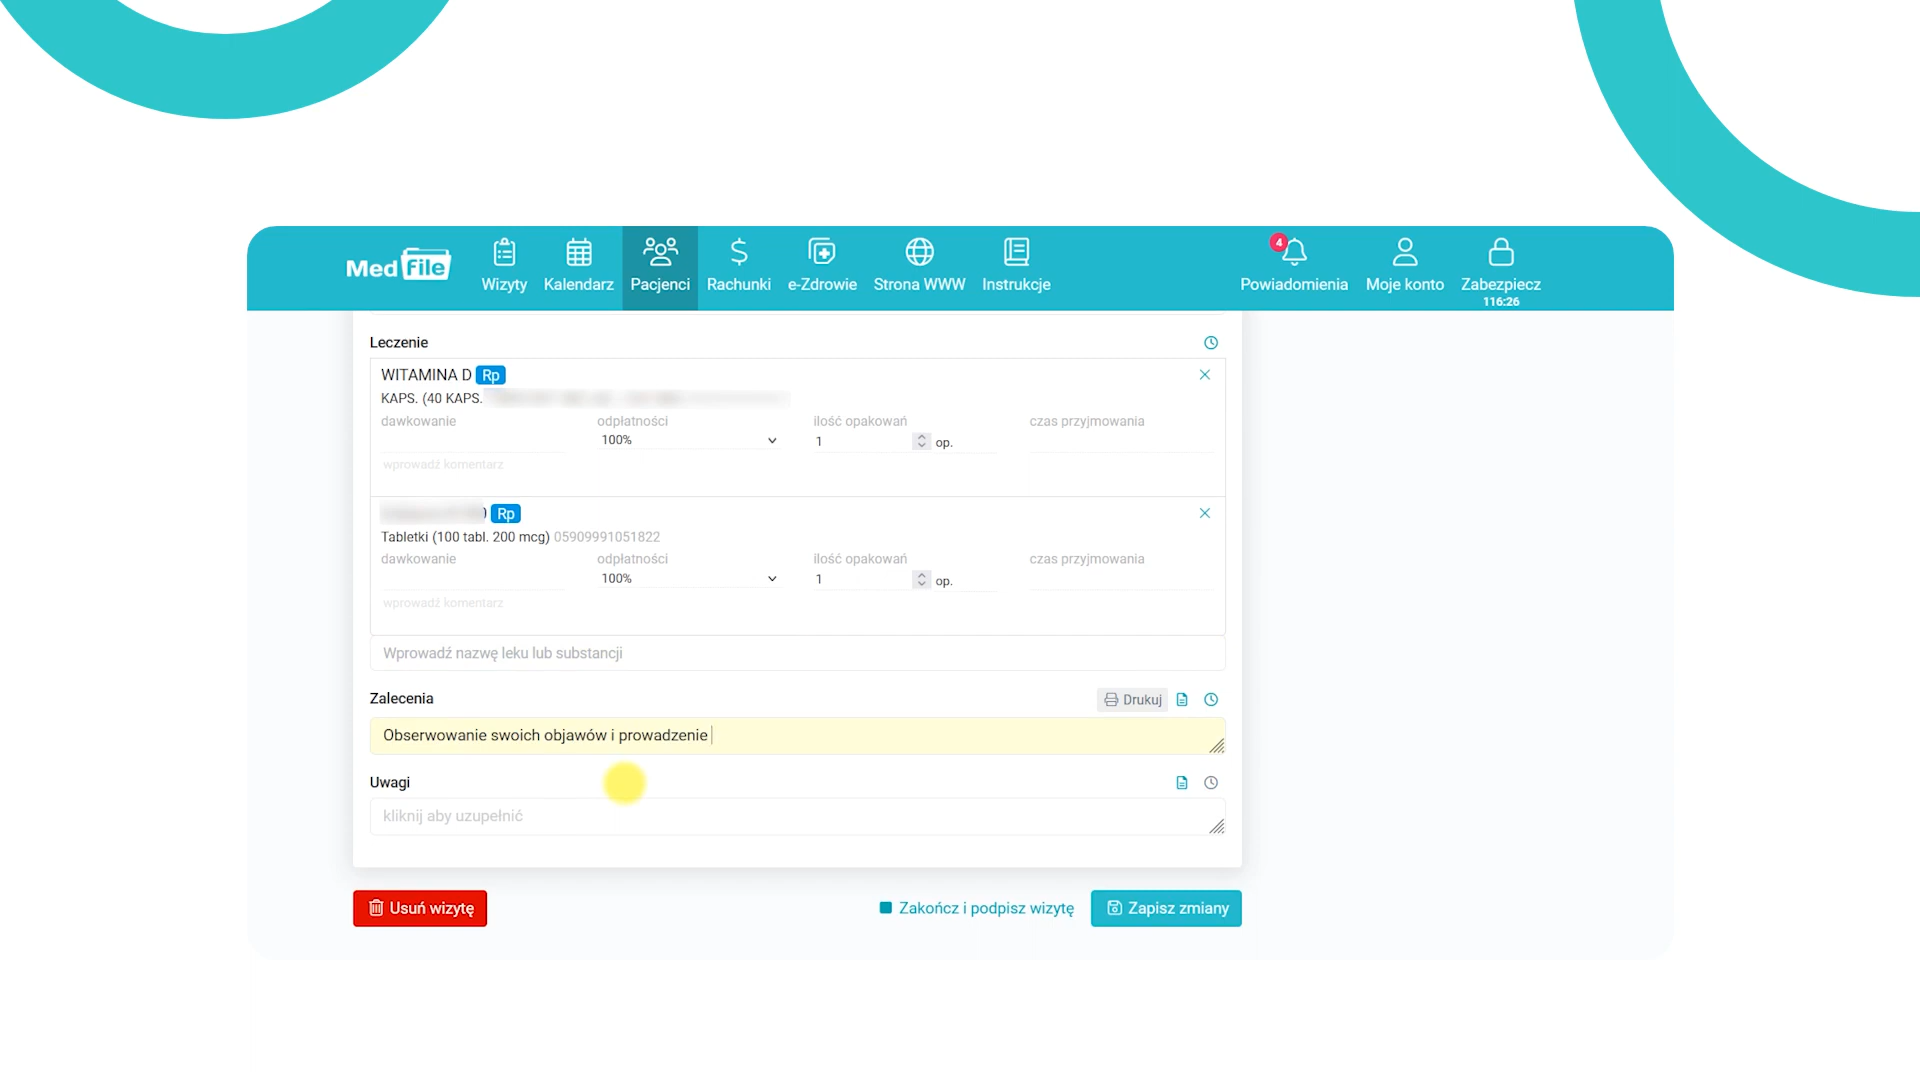 Med file
Wizyty
Kalendarz
Pacjenci
Rachunki
e-Zdrowie
Strona WWW
Instrukcje
4
Powiadomienia
Moje konto
Zabezpiecz
116:26
Leczenie
WITAMINA D Rp
KAPS. (40 KAPS.
dawkowanie odpłatności ilość opakowań czas przyjmowania
100% 1 op.
wprowadź komentarz
Rp
Tabletki (100 tabl. 200 mcg) 05909991051822
dawkowanie odpłatności ilość opakowań czas przyjmowania
100% 1 op.
wprowadź komentarz
Wprowadź nazwę leku lub substancji
Zalecenia Drukuj
Obserwowanie swoich objawów i prowadzenie
Uwagi
kliknij aby uzupełnić
Usuń wizytę Zakończ i podpisz wizytę Zapisz zmiany